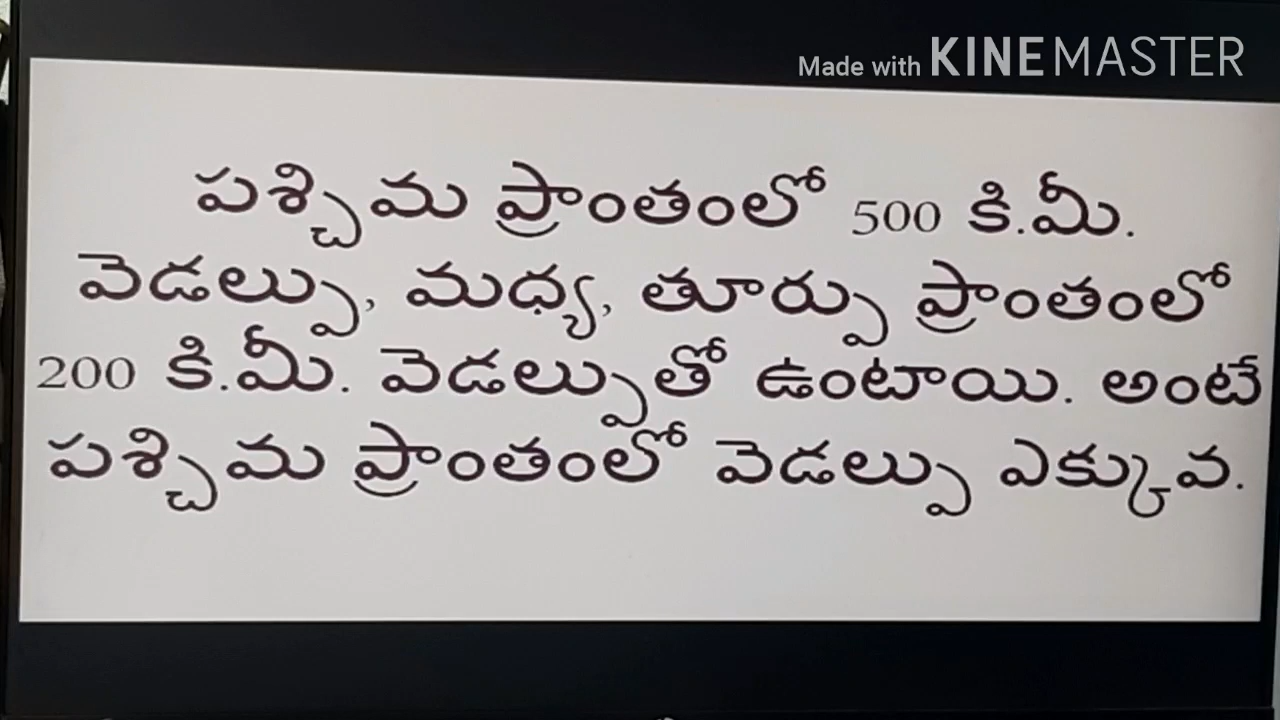 Made with KINEMASTER
పశ్చిమ ప్రాంతంలో 500 కి.మీ.
వెడల్పు, మధ్య, తూర్పు ప్రాంతంలో
200 కి.మీ. వెడల్పుతో ఉంటాయి. అంటే
పశ్చిమ ప్రాంతంలో వెడల్పు ఎక్కువ.